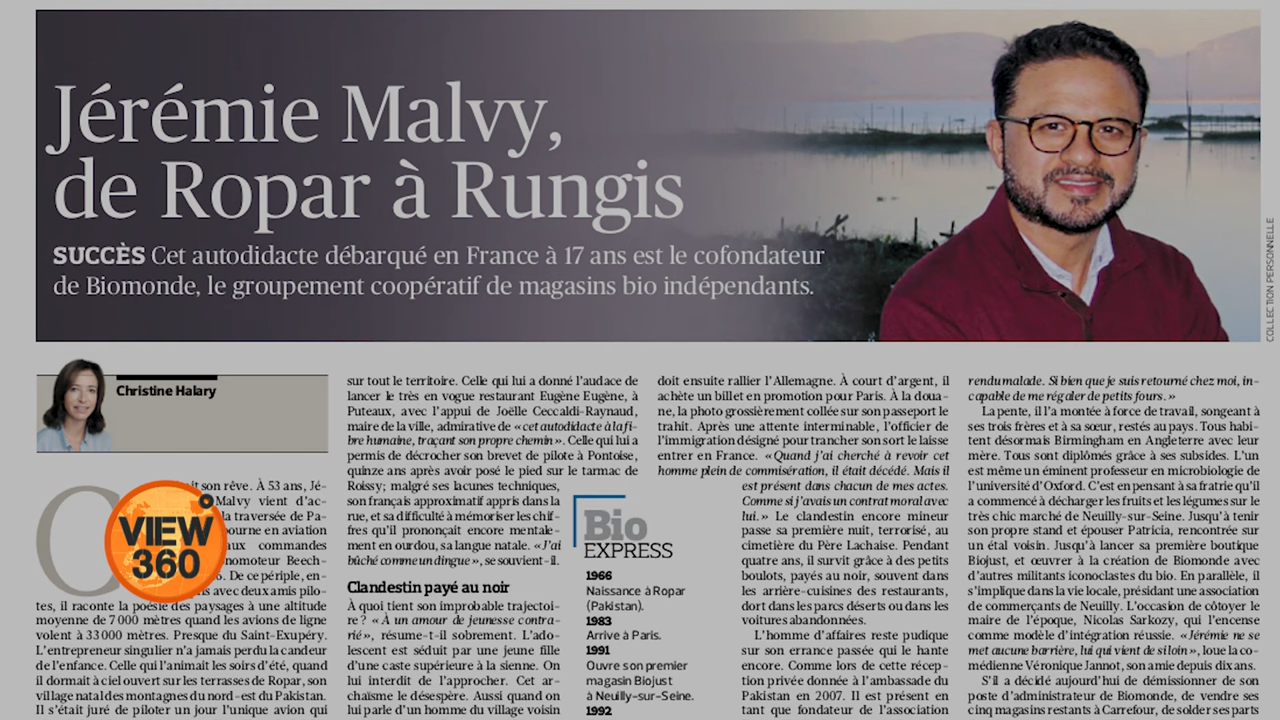 Jérémie Malvy,
de Ropar à Rungis
SUCCÈS Cet autodidacte débarqué en France à 17 ans est le cofondateur
de Biomonde, le groupement coopératif de magasins bio indépendants.
COLLECTION PERSONNELLE
Christine Halary
it son rêve. À 53 ans, Jé-
Malvy vient d'ac-
la traversée de Pa-
bourne en aviation
aux commandes
nomoteur Beech-
6. De ce périple, en-
ns avec deux amis pilo-
tes, il raconte la poésie des paysages à une altitude
moyenne de 7 000 mètres quand les avions de ligne
volent à 33 000 mètres. Presque du Saint-Exupéry.
L'entrepreneur singulier n'a jamais perdu la candeur
de l'enfance. Celle qui l'animait les soirs d'été, quand
il dormait à ciel ouvert sur les terrasses de Ropar, son
village natal des montagnes du nord-est du Pakistan.
Il s'était juré de piloter un jour l'unique avion qui
VIEW
360°
sur tout le territoire. Celle qui lui a donné l'audace de
lancer le très en vogue restaurant Eugène Eugène, à
Puteaux, avec l'appui de Joëlle Ceccaldi-Raynaud,
maire de la ville, admirative de « cet autodidacte à la fi-
bre humaine, traçant son propre chemin ». Celle qui lui a
permis de décrocher son brevet de pilote à Pontoise,
quinze ans après avoir posé le pied sur le tarmac de
Roissy ; malgré ses lacunes techniques,
son français approximatif appris dans la
rue, et sa difficulté à mémoriser les chif-
fres qu'il prononçait encore mentale-
ment en ourdou, sa langue natale. « J'ai
bûché comme un dingue », se souvient-il.
Clandestin payé au noir
À quoi tient son improbable trajectoi-
re ? « À un amour de jeunesse contra-
rié », résume-t-il sobrement. L'ado-
lescent est séduit par une jeune fille
d'une caste supérieure à la sienne. On
lui interdit de l'approcher. Cet ar-
chaïsme le désespère. Aussi quand on
lui parle d'un homme du village voisin
Bio
EXPRESS
1966
Naissance à Ropar
(Pakistan).
1983
Arrive à Paris.
1991
Ouvre son premier
magasin Biojust
à Neuilly-sur-Seine.
1992
doit ensuite rallier l'Allemagne. À court d'argent, il
achète un billet en promotion pour Paris. À la doua-
ne, la photo grossièrement collée sur son passeport le
trahit. Après une attente interminable, l'officier de
l'immigration désigné pour trancher son sort le laisse
entrer en France. « Quand j'ai cherché à revoir cet
homme plein de commisération, il était décédé. Mais il
est présent dans chacun de mes actes.
Comme si j'avais un contrat moral avec
lui. » Le clandestin encore mineur
passe sa première nuit, terrorisé, au
cimetière du Père Lachaise. Pendant
quatre ans, il survit grâce à des petits
boulots, payés au noir, souvent dans
les arrière-cuisines des restaurants,
dort dans les parcs déserts ou dans les
voitures abandonnées.
L'homme d'affaires reste pudique
sur son errance passée qui le hante
encore. Comme lors de cette récep-
tion privée donnée à l'ambassade du
Pakistan en 2007. Il est présent en
tant que fondateur de l'association
rendu malade. Si bien que je suis retourné chez moi, in-
capable de me régaler de petits fours. »
La pente, il l'a montée à force de travail, songeant à
ses trois frères et à sa sœur, restés au pays. Tous habi-
tent désormais Birmingham en Angleterre avec leur
mère. Tous sont diplômés grâce à ses subsides. L'un
est même un éminent professeur en microbiologie de
l'université d'Oxford. C'est en pensant à sa fratrie qu'il
a commencé à décharger les fruits et les légumes sur le
très chic marché de Neuilly-sur-Seine. Jusqu'à tenir
son propre stand et épouser Patricia, rencontrée sur
un étal voisin. Jusqu'à lancer sa première boutique
Biojust, et œuvrer à la création de Biomonde avec
d'autres militants iconoclastes du bio. En parallèle, il
s'implique dans la vie locale, présidant une association
de commerçants de Neuilly. L'occasion de côtoyer le
maire de l'époque, Nicolas Sarkozy, qui l'encense
comme modèle d'intégration réussie. « Jérémie ne se
met aucune barrière, lui qui vient de si loin », loue la co-
médienne Véronique Jannot, son amie depuis dix ans.
S'il a décidé aujourd'hui de démissionner de son
poste d'administrateur de Biomonde, de vendre ses
cinq magasins restants à Carrefour, de solder ses parts